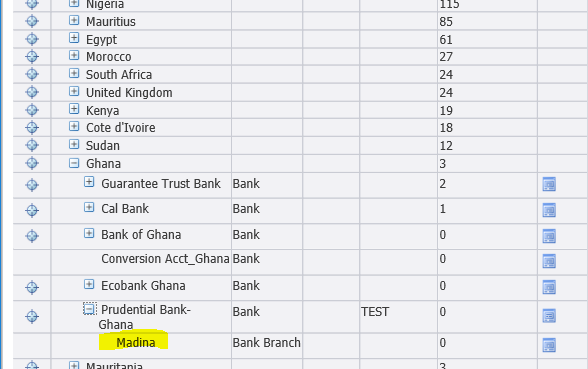 Nigeria 115
Mauritius 85
Egypt 61
Morocco 27
South Africa 24
United Kingdom 24
Kenya 19
Cote d'Ivoire 18
Sudan 12
Ghana 3
Guarantee Trust Bank Bank 2
Cal Bank Bank 1
Bank of Ghana Bank 0
Conversion Acct_Ghana Bank 0
Ecobank Ghana Bank 0
Prudential Bank- Bank TEST 0
Ghana
Madina Bank Branch 0
Mauritania 3